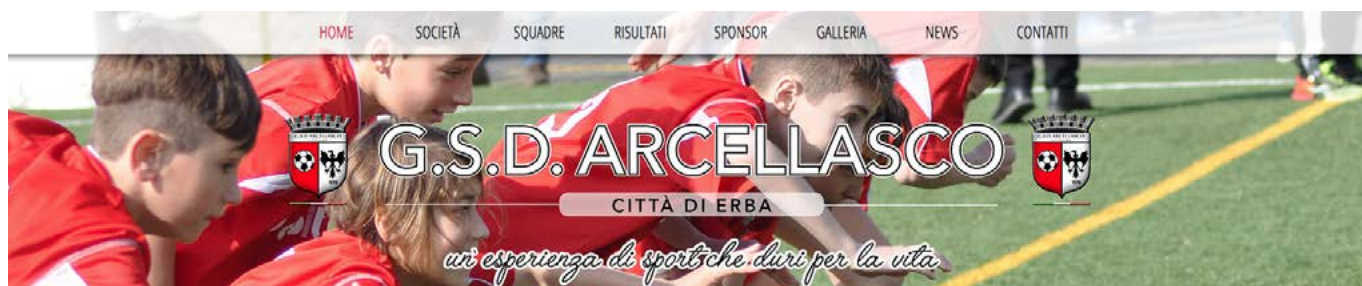 HOME SOCIETÀ SQUADRE RISULTATI SPONSOR GALLERIA NEWS CONTATTI
G.S.D. ARCELLASCO
CITTÀ DI ERBA
un'esperienza di sport che duri per la vita